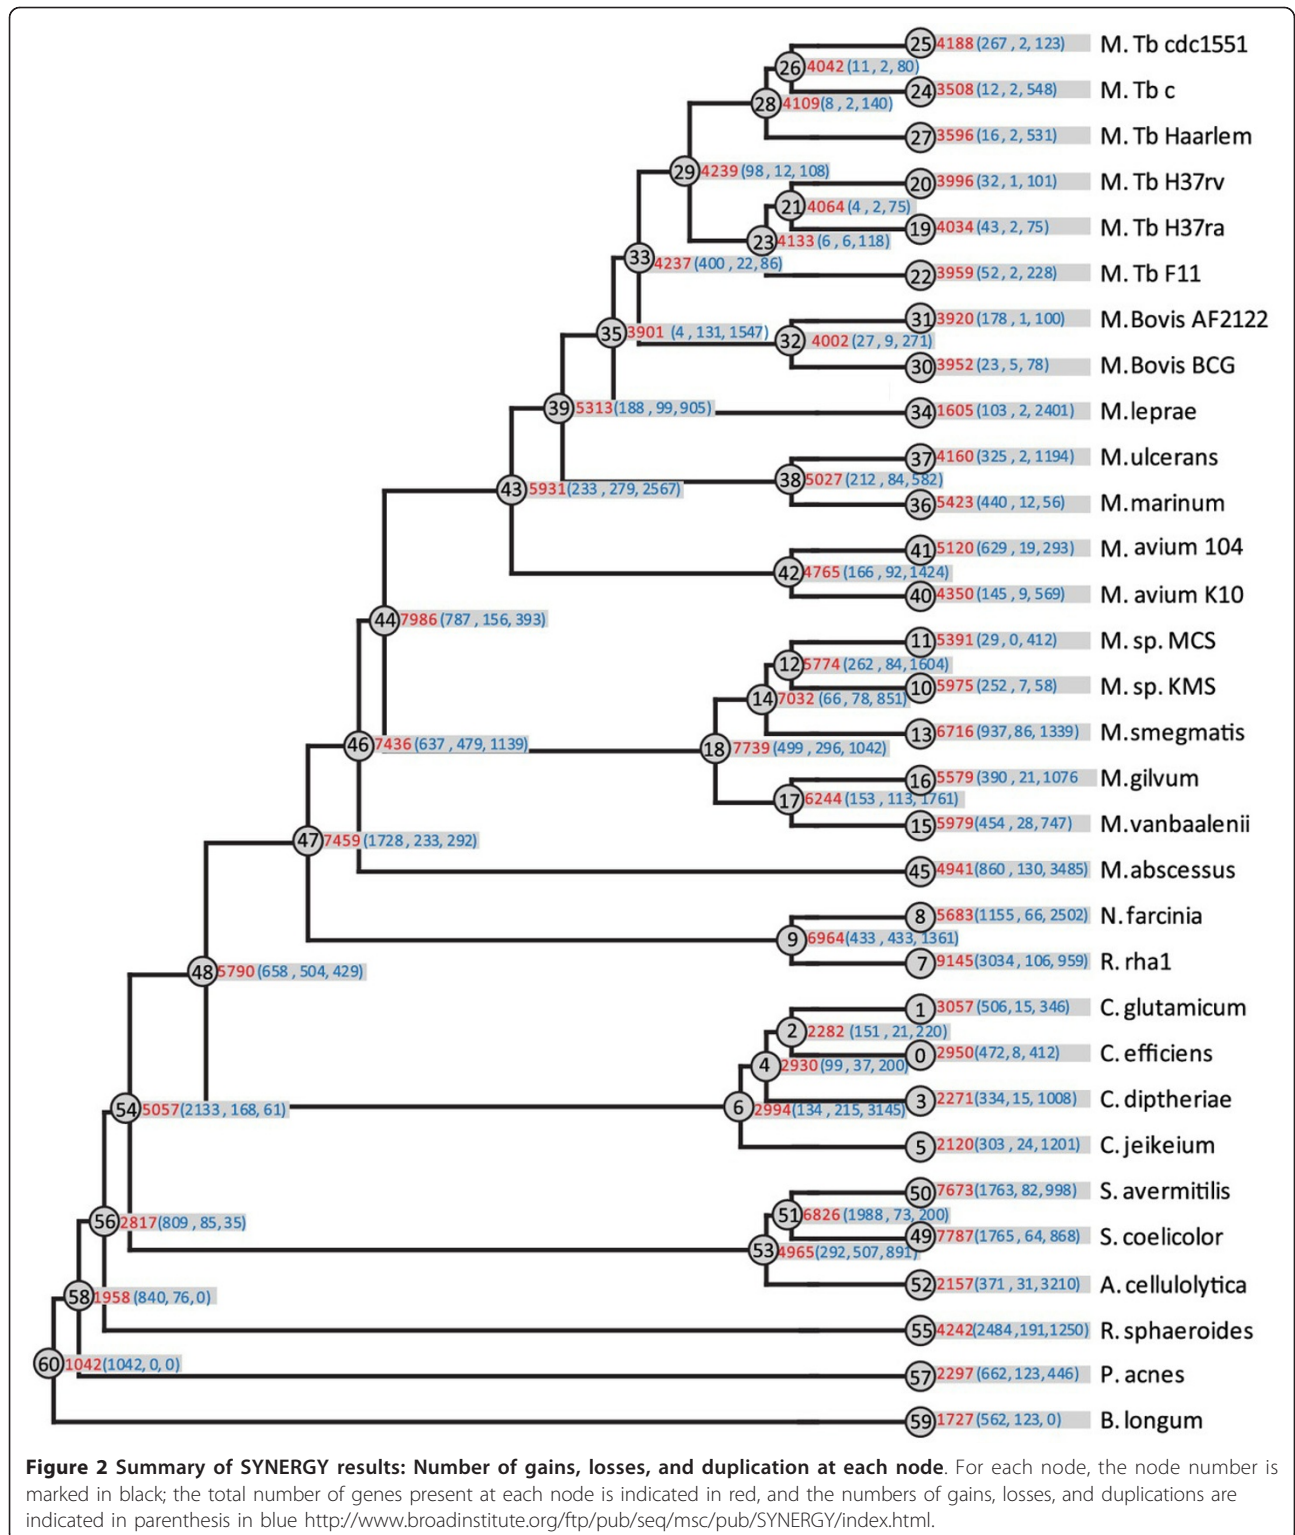 25 4188 (267 , 2, 123) M. Tb cdc1551
26 4042 (11 , 2, 80)
24 3508 (12 , 2, 548) M. Tb c
28 4109(8 , 2, 140)
27 3596 (16 , 2, 531) M. Tb Haarlem
29 4239 (98 , 12, 108)
20 3996 (32 , 1, 101) M. Tb H37rv
21 4064 (4 , 2, 75)
19 4034 (43 , 2, 75) M. Tb H37ra
23 4133 (6 , 6, 118)
33 4237 (400 , 22, 86)
22 3959 (52 , 2, 228) M. Tb F11
31 3920 (178 , 1, 100) M.Bovis AF2122
35 3901 (4 , 131, 1547)
32 4002 (27 , 9, 271)
30 3952 (23 , 5, 78) M.Bovis BCG
39 5313(188 , 99, 905)
34 1605 (103 , 2, 2401) M.leprae
37 4160 (325 , 2, 1194) M.ulcerans
38 5027 (212 , 84, 582)
43 5931(233 , 279, 2567)
36 5423 (440 , 12, 56) M.marinum
41 5120 (629 , 19, 293) M. avium 104
42 4765 (166 , 92, 1424)
40 4350 (145 , 9, 569) M. avium K10
44 7986 (787 , 156, 393)
11 5391 (29 , 0, 412) M. sp. MCS
12 5774 (262 , 84, 1604)
10 5975 (252 , 7, 58) M. sp. KMS
14 7032 (66 , 78, 851)
13 6716 (937, 86, 1339) M.smegmatis
46 7436 (637 , 479, 1139)
18 7739 (499 , 296, 1042)
16 5579 (390 , 21, 1076 M.gilvum
17 6244 (153 , 113, 1761)
15 5979 (454 , 28, 747) M.vanbaalenii
47 7459 (1728 , 233, 292)
45 4941(860 , 130, 3485) M.abscessus
8 5683(1155 , 66, 2502) N. farcinia
9 6964(433 , 433, 1361)
7 9145(3034 , 106, 959) R. rha1
48 5790 (658 , 504, 429)
1 3057 (506, 15, 346) C. glutamicum
2 2282 (151 , 21, 220)
0 2950(472, 8, 412) C. efficiens
4 2930(99 , 37, 200)
3 2271(334, 15, 1008) C. diptheriae
54 5057(2133 , 168, 61)
6 2994(134 , 215, 3145)
5 2120(303 , 24, 1201) C. jeikeium
50 7673(1763, 82, 998) S. avermitilis
51 6826 (1988 , 73, 200)
56 2817(809 , 85, 35)
49 7787(1765 , 64, 868) S. coelicolor
53 4965(292, 507, 891)
52 2157(371 , 31, 3210) A. cellulolytica
58 1958 (840, 76, 0)
55 4242(2484 , 191, 1250) R. sphaeroides
60 1042(1042, 0, 0)
57 2297 (662, 123, 446) P. acnes
59 1727 (562, 123, 0) B. longum
Figure 2 Summary of SYNERGY results: Number of gains, losses, and duplication at each node. For each node, the node number is
marked in black; the total number of genes present at each node is indicated in red, and the numbers of gains, losses, and duplications are
indicated in parenthesis in blue http://www.broadinstitute.org/ftp/pub/seq/msc/pub/SYNERGY/index.html.